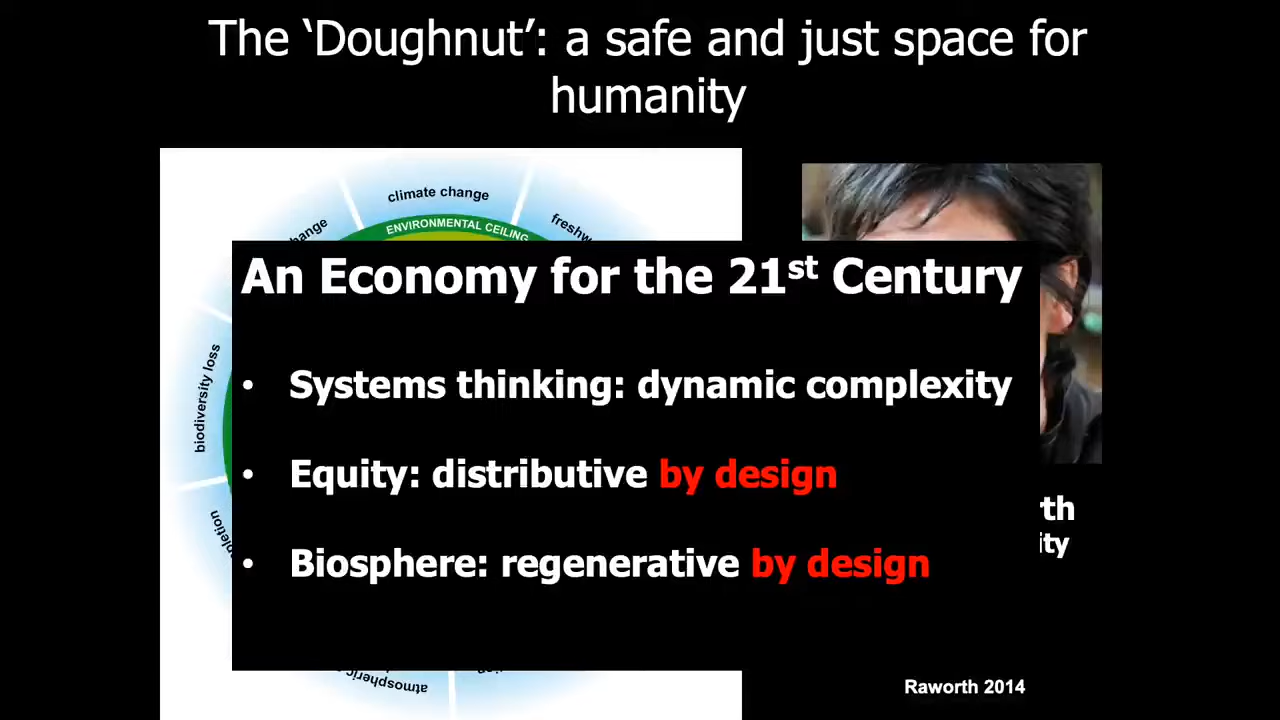 The ‘Doughnut’: a safe and just space for
humanity
climate change
ENVIRONMENTAL CEILING
biodiversity loss
An Economy for the 21st Century
• Systems thinking: dynamic complexity
• Equity: distributive by design
• Biosphere: regenerative by design
Raworth 2014